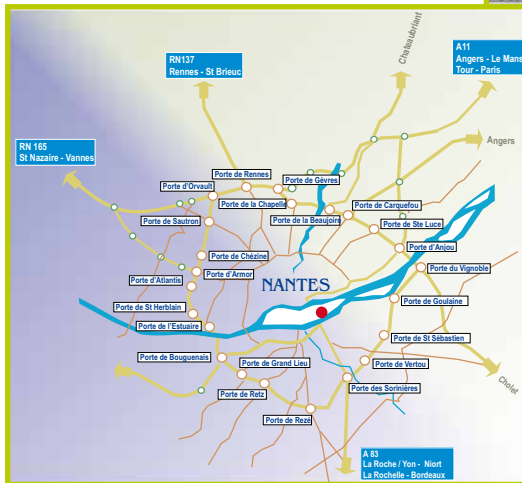 Chateaubriant
A11
Angers - Le Mans
Tour - Paris
RN137
Rennes - St Brieuc
Angers
RN 165
St Nazaire - Vannes
Porte de Rennes
Porte de Gèvres
Porte d'Orvault
Porte de la Chapelle
Porte de Carquefou
Porte de Sautron
Porte de la Beaujoire
Porte de Ste Luce
Porte d'Anjou
Porte de Chézine
Porte du Vignoble
Porte d'Armor
Porte d'Atlantis
NANTES
Porte de Goulaine
Porte de St Herblain
Porte de l'Estuaire
Porte de St Sébastien
Porte de Bouguenais
Porte de Grand Lieu
Porte de Vertou
Porte de Retz
Porte des Sorinières
Cholet
Porte de Rezé
A 83
La Roche / Yon - Niort
La Rochelle - Bordeaux